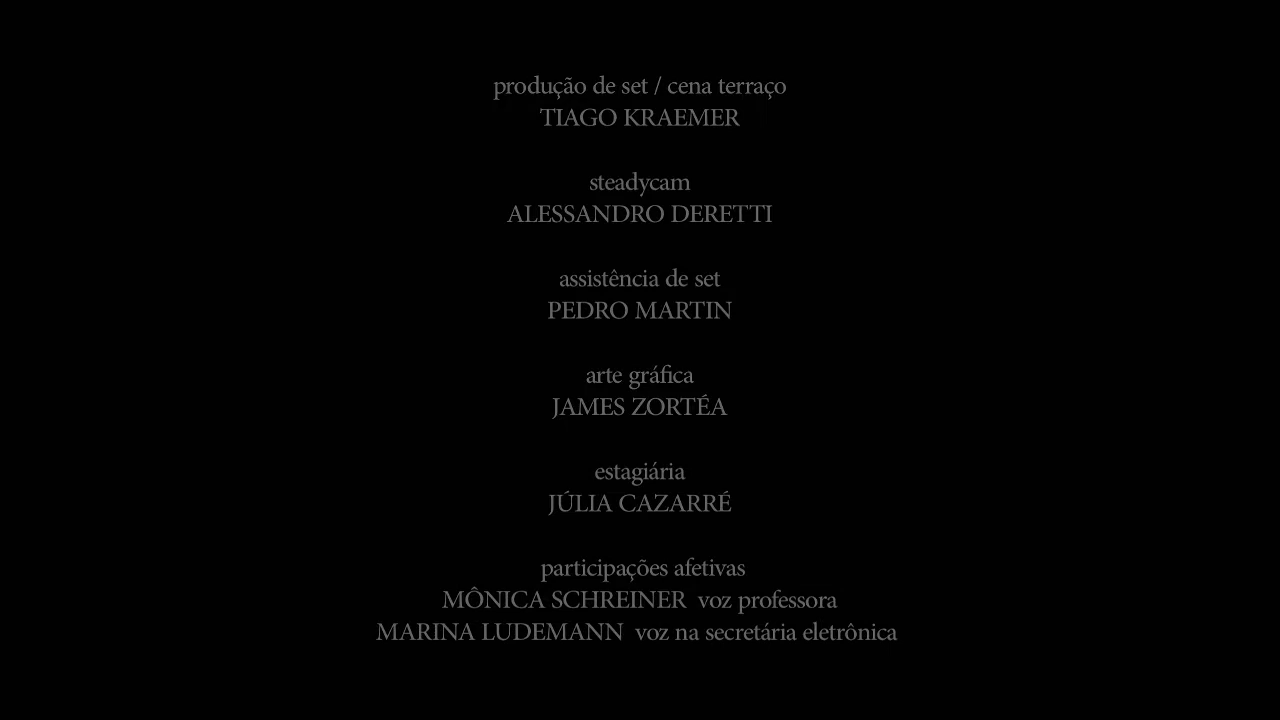 produção de set / cena terraço
TIAGO KRAEMER
steadycam
ALESSANDRO DERETTI
assistência de set
PEDRO MARTIN
arte gráfica
JAMES ZORTÉA
estagiária
JÚLIA CAZARRÉ
participações afetivas
MÔNICA SCHREINER voz professora
MARINA LUDEMANN voz na secretária eletrônica